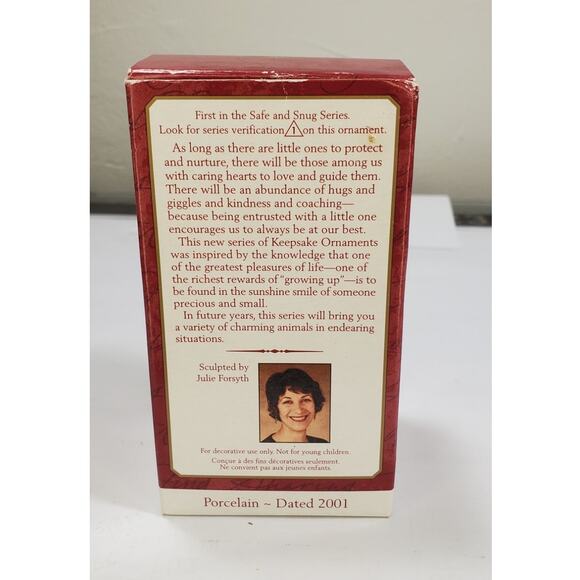 First in the Safe and Snug Series.
Look for series verification 1 on this ornament.
As long as there are little ones to protect
and nurture, there will be those among us
with caring hearts to love and guide them.
There will be an abundance of hugs and
giggles and kindness and coaching—
because being entrusted with a little one
encourages us to always be at our best.
This new series of Keepsake Ornaments
was inspired by the knowledge that one
of the greatest pleasures of life—one of
the richest rewards of "growing up"—is to
be found in the sunshine smile of someone
precious and small.
In future years, this series will bring you
a variety of charming animals in endearing
situations.
Sculpted by
Julie Forsyth
For decorative use only. Not for young children.
Conçue à des fins décoratives seulement.
Ne convient pas aux jeunes enfants.
Porcelain ~ Dated 2001